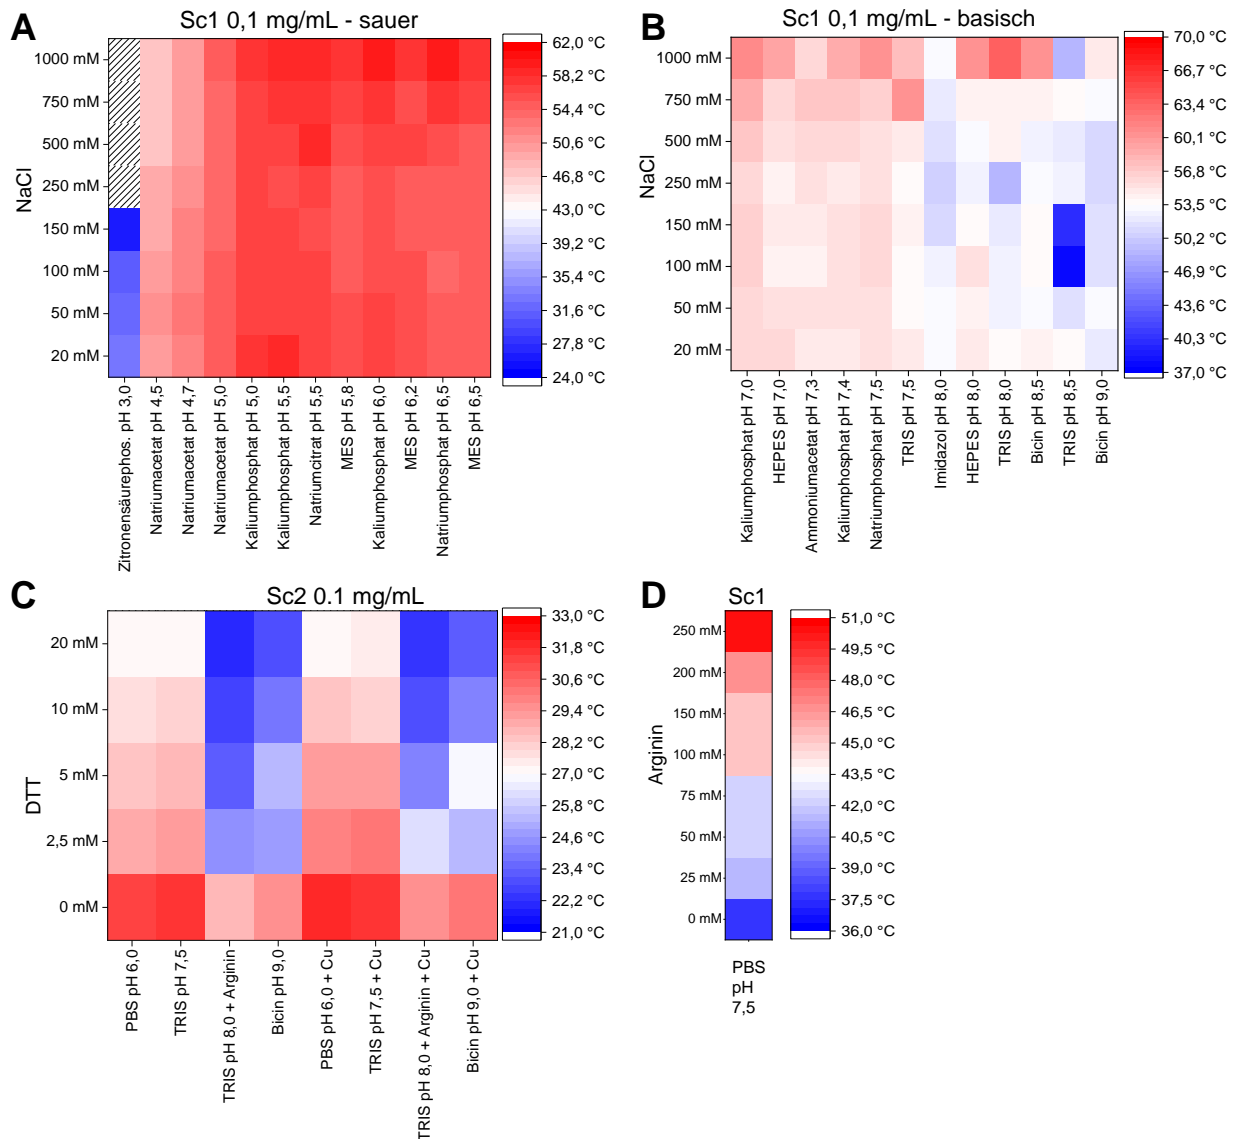 A
Sc1 0,1 mg/mL - sauer
NaCl
1000 mM
750 mM
500 mM
250 mM
150 mM
100 mM
50 mM
20 mM
Zitronensäurephos. pH 3,0
Natriumacetat pH 4,5
Natriumacetat pH 4,7
Natriumacetat pH 5,0
Kaliumphosphat pH 5,0
Kaliumphosphat pH 5,5
Natriumcitrat pH 5,5
MES pH 5,8
Kaliumphosphat pH 6,0
MES pH 6,2
Natriumphosphat pH 6,5
MES pH 6,5
62,0 °C
58,2 °C
54,4 °C
50,6 °C
46,8 °C
43,0 °C
39,2 °C
35,4 °C
31,6 °C
27,8 °C
24,0 °C
B
Sc1 0,1 mg/mL - basisch
NaCl
1000 mM
750 mM
500 mM
250 mM
150 mM
100 mM
50 mM
20 mM
Kaliumphosphat pH 7,0
HEPES pH 7,0
Ammoniumacetat pH 7,3
Kaliumphosphat pH 7,4
Natriumphosphat pH 7,5
TRIS pH 7,5
Imidazol pH 8,0
HEPES pH 8,0
TRIS pH 8,0
Bicin pH 8,5
TRIS pH 8,5
Bicin pH 9,0
70,0 °C
66,7 °C
63,4 °C
60,1 °C
56,8 °C
53,5 °C
50,2 °C
46,9 °C
43,6 °C
40,3 °C
37,0 °C
C
Sc2 0.1 mg/mL
DTT
20 mM
10 mM
5 mM
2,5 mM
0 mM
PBS pH 6,0
TRIS pH 7,5
TRIS pH 8,0 + Arginin
Bicin pH 9,0
PBS pH 6,0 + Cu
TRIS pH 7,5 + Cu
TRIS pH 8,0 + Arginin + Cu
Bicin pH 9,0 + Cu
33,0 °C
31,8 °C
30,6 °C
29,4 °C
28,2 °C
27,0 °C
25,8 °C
24,6 °C
23,4 °C
22,2 °C
21,0 °C
D
Sc1
Arginin
250 mM
200 mM
150 mM
100 mM
75 mM
50 mM
25 mM
0 mM
PBS
pH
7,5
51,0 °C
49,5 °C
48,0 °C
46,5 °C
45,0 °C
43,5 °C
42,0 °C
40,5 °C
39,0 °C
37,5 °C
36,0 °C